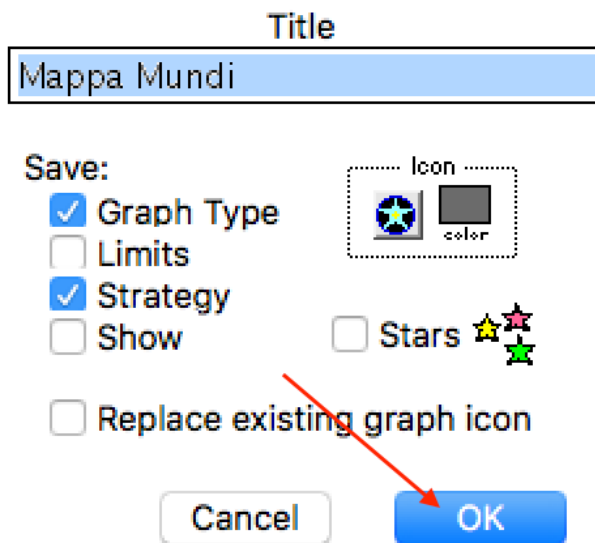 Title
Mappa Mundi
Save:
Icon
Graph Type
color
Limits
Strategy
Show
Stars
Replace existing graph icon
Cancel
OK